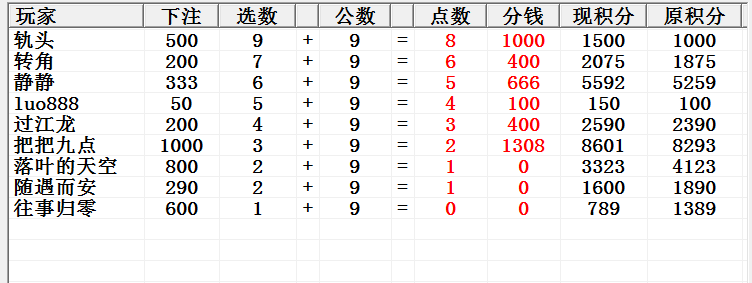 玩家 下注 选数 公数 点数 分钱 现积分 原积分
轨头 500 9 + 9 = 8 1000 1500 1000
转角 200 7 + 9 = 6 400 2075 1875
静静 333 6 + 9 = 5 666 5592 5259
luo888 50 5 + 9 = 4 100 150 100
过江龙 200 4 + 9 = 3 400 2590 2390
把把九点 1000 3 + 9 = 2 1308 8601 8293
落叶的天空 800 2 + 9 = 1 0 3323 4123
随遇而安 290 2 + 9 = 1 0 1600 1890
往事归零 600 1 + 9 = 0 0 789 1389